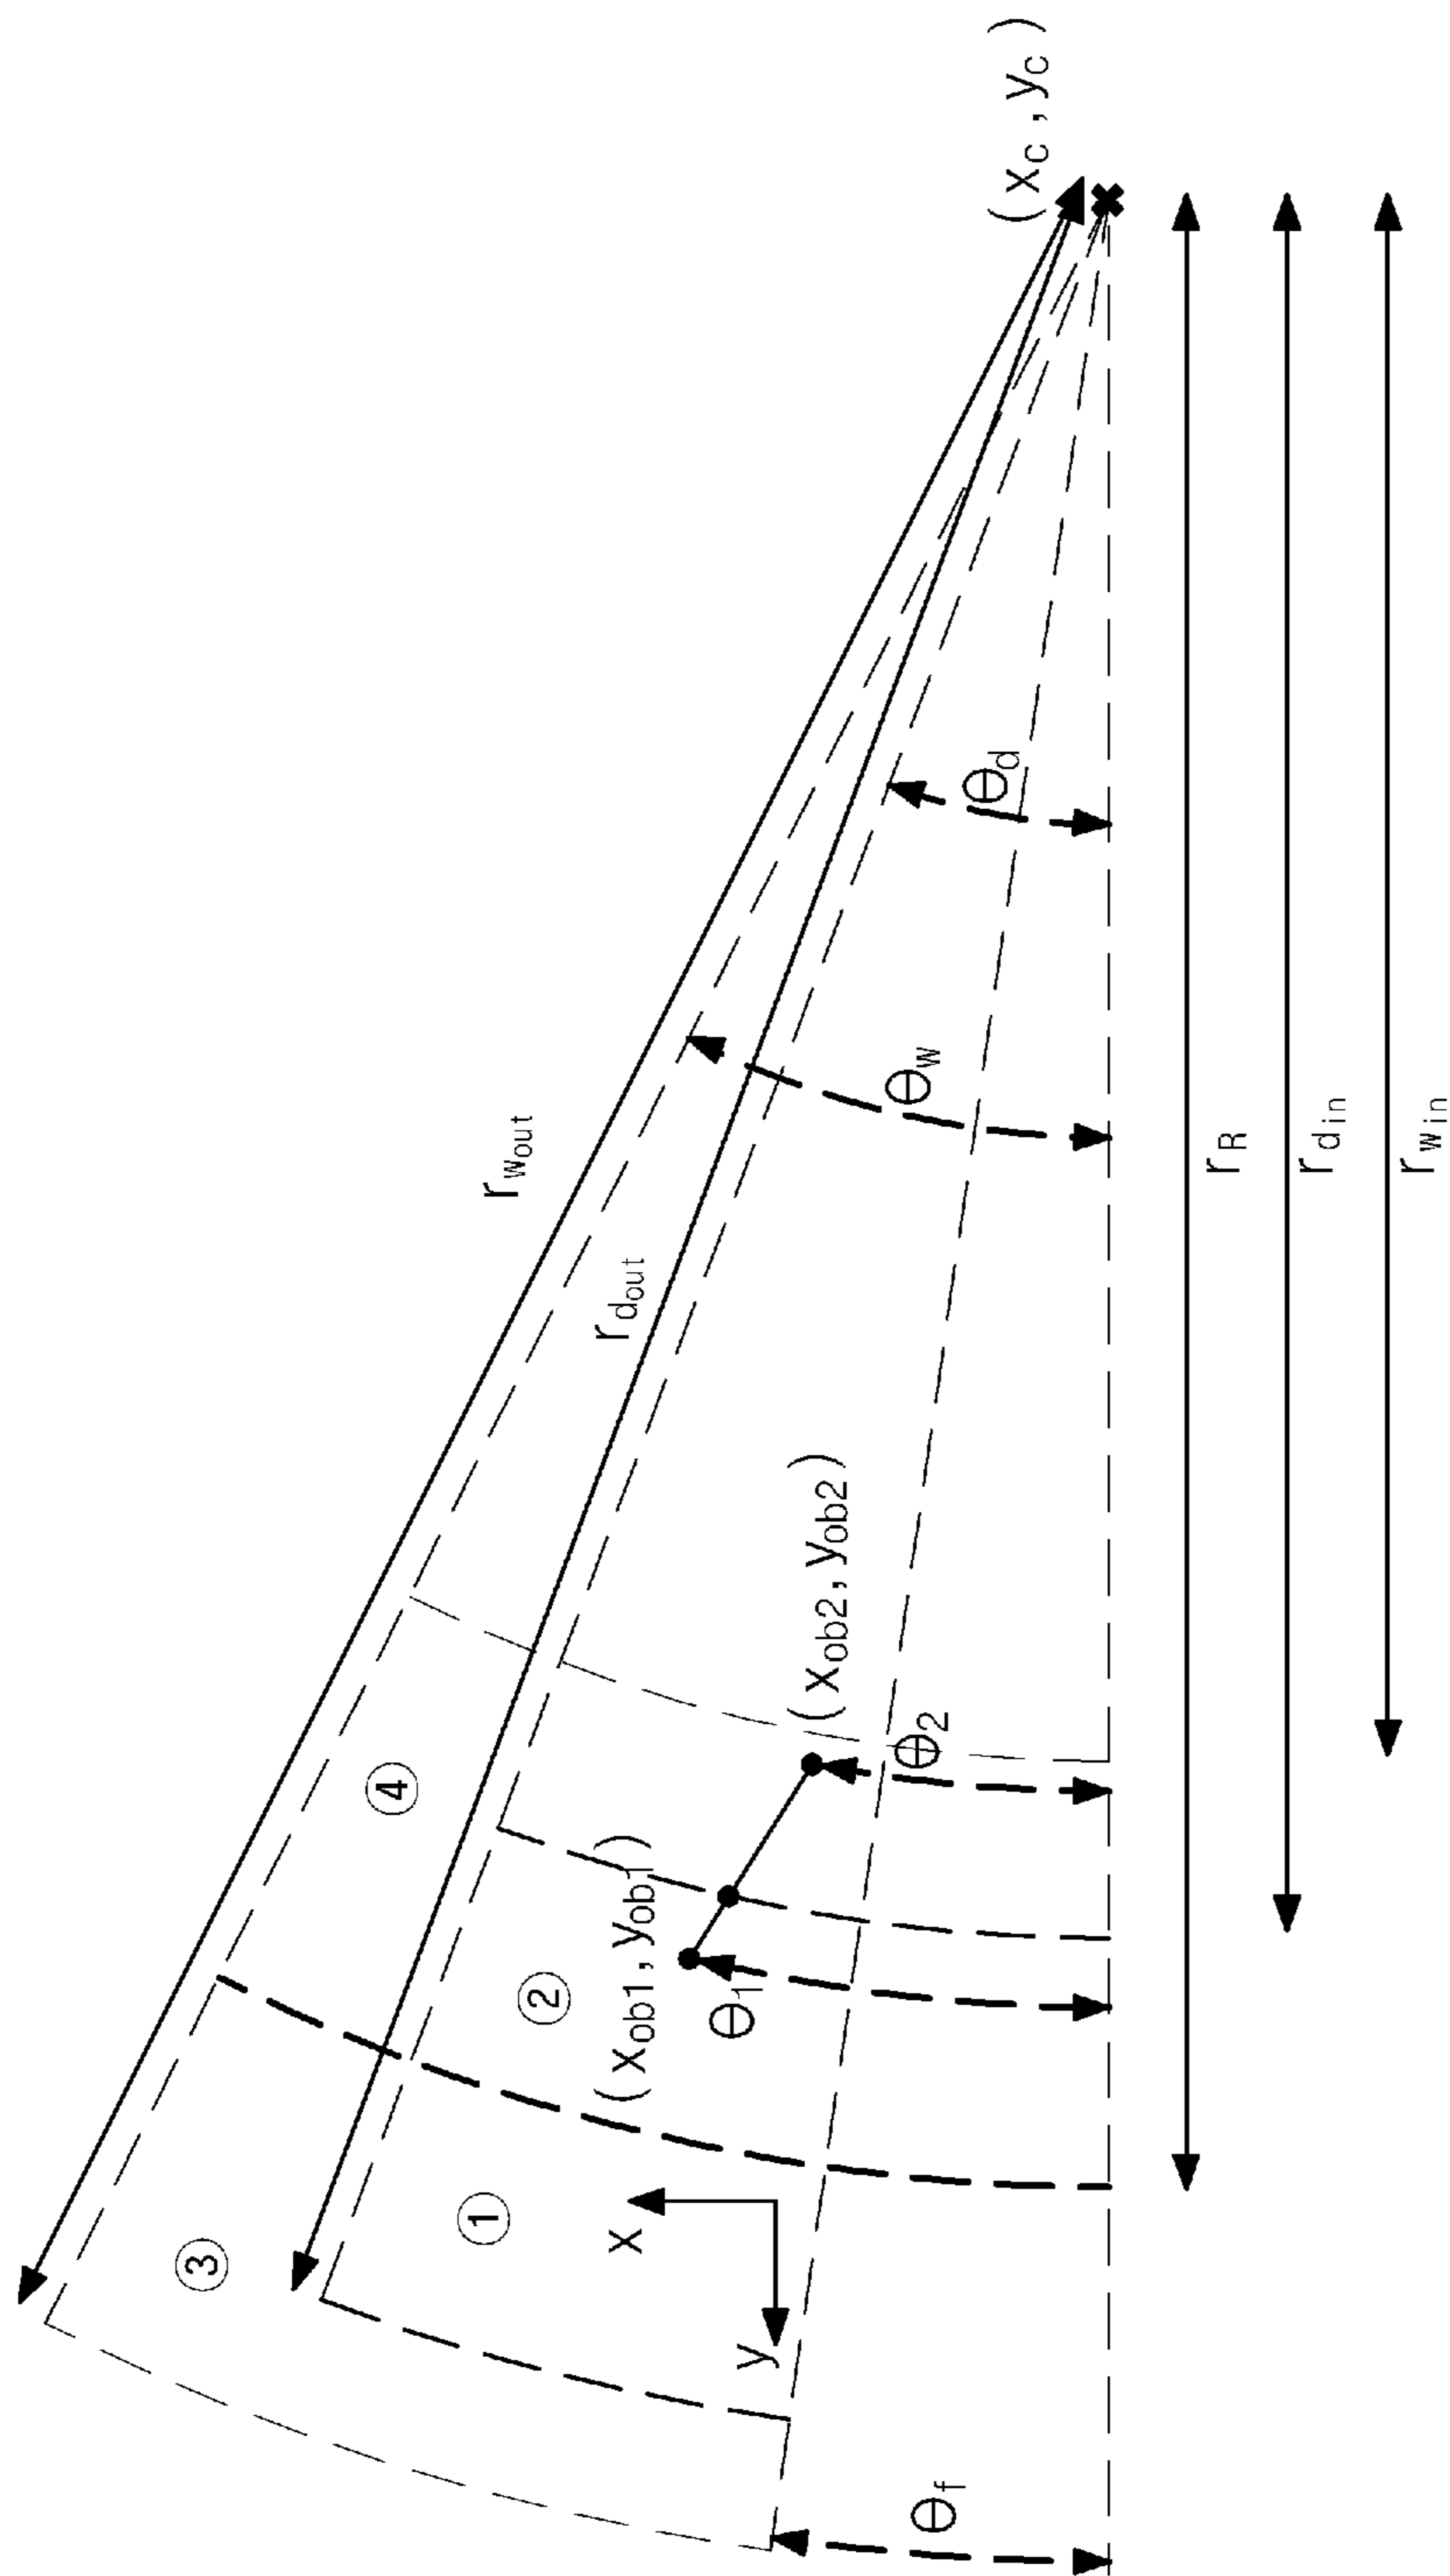 (xc, yc)
rwout
rdout
θd
θw
(xob2, yob2)
θ2
(xob1, yob1)
θ1
④
②
③
①
x
y
θf
rR
rdin
rwin